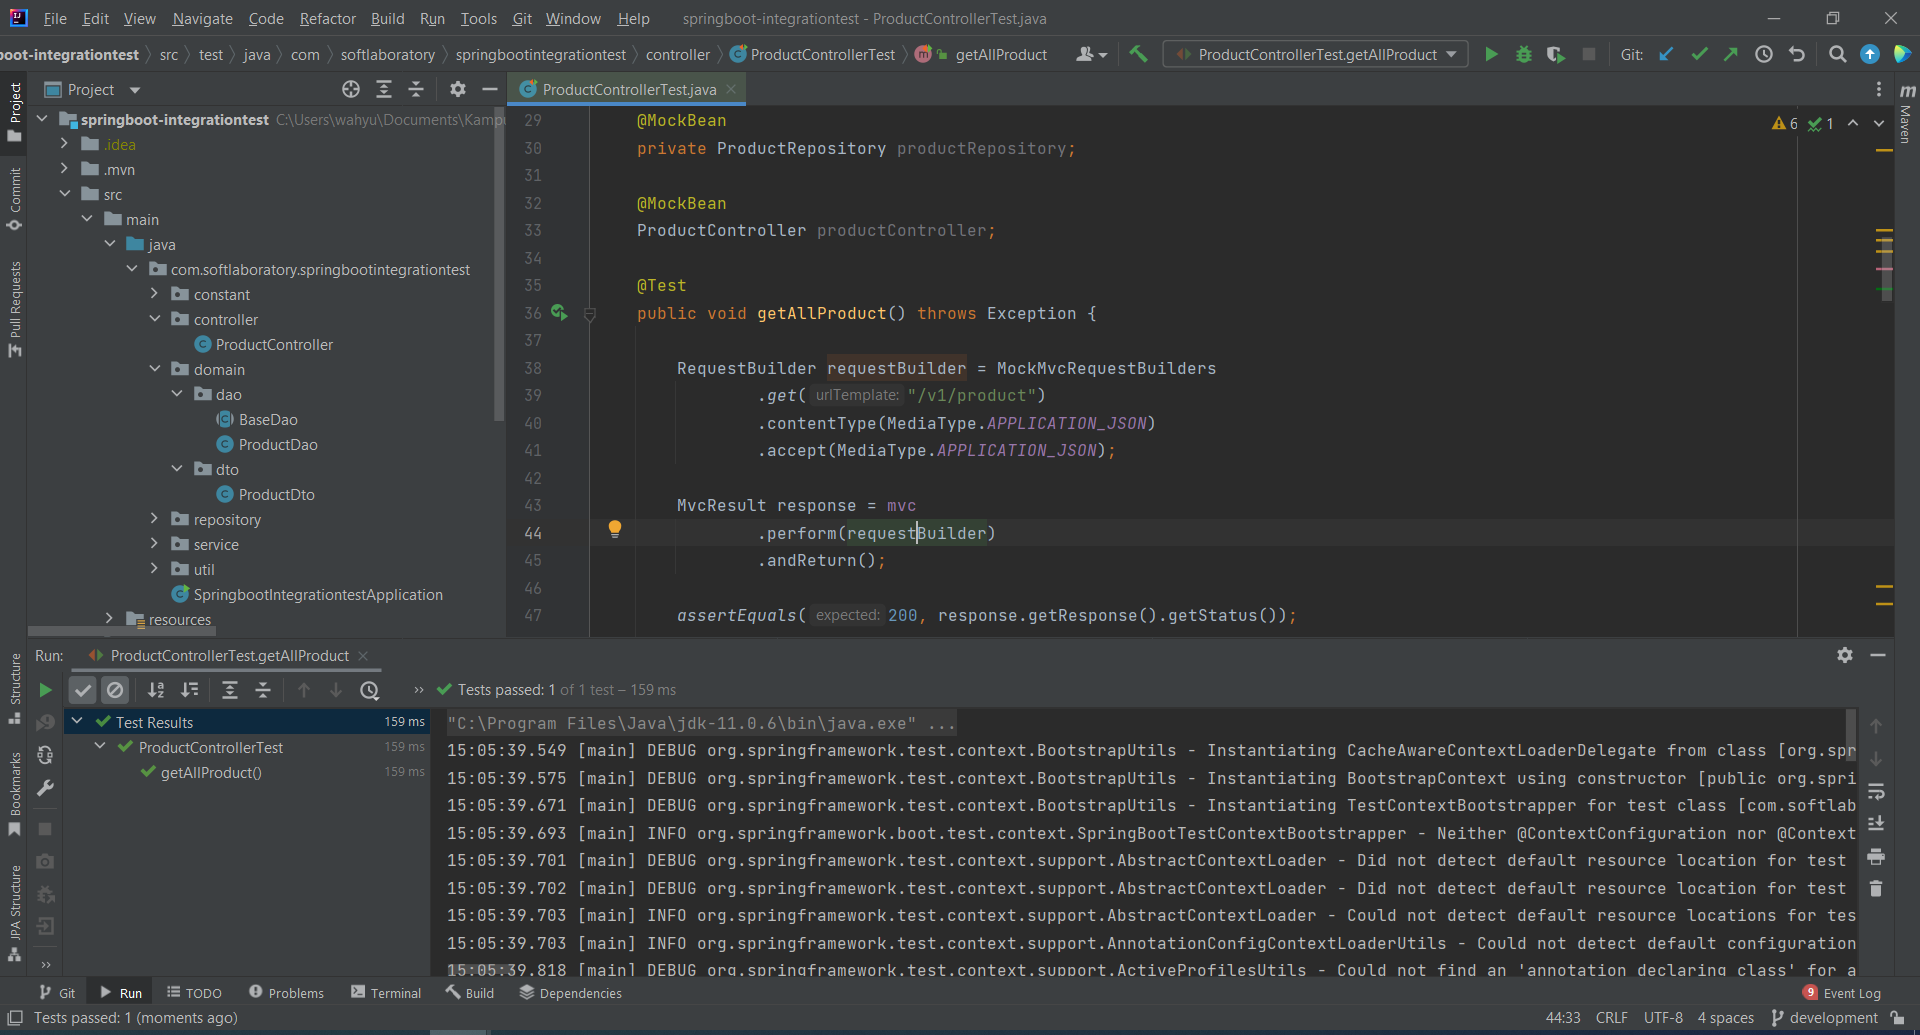 File Edit View Navigate Code Refactor Build Run Tools Git Window Help springboot-integrationtest - ProductControllerTest.java
boot-integrationtest src test java com softlaboratory springbootintegrationtest controller ProductControllerTest getAllProduct ProductControllerTest.getAllProduct Git:
Project
Commit
Pull Requests
Structure
Bookmarks
JPA Structure
Maven
Project
springboot-integrationtest C:\Users\wahyu\Documents\Kampu
.idea
.mvn
src
main
java
com.softlaboratory.springbootintegrationtest
constant
controller
ProductController
domain
dao
BaseDao
ProductDao
dto
ProductDto
repository
service
util
SpringbootIntegrationtestApplication
resources
ProductControllerTest.java
6 1
29 @MockBean
30 private ProductRepository productRepository;
31
32 @MockBean
33 ProductController productController;
34
35 @Test
36 public void getAllProduct() throws Exception {
37
38 RequestBuilder requestBuilder = MockMvcRequestBuilders
39 .get( urlTemplate: "/v1/product")
40 .contentType(MediaType.APPLICATION_JSON)
41 .accept(MediaType.APPLICATION_JSON);
42
43 MvcResult response = mvc
44 .perform(requestBuilder)
45 .andReturn();
46
47 assertEquals( expected: 200, response.getResponse().getStatus());
Run: ProductControllerTest.getAllProduct
Tests passed: 1 of 1 test – 159 ms
Test Results 159 ms
ProductControllerTest 159 ms
getAllProduct() 159 ms
"C:\Program Files\Java\jdk-11.0.6\bin\java.exe" ...
15:05:39.549 [main] DEBUG org.springframework.test.context.BootstrapUtils - Instantiating CacheAwareContextLoaderDelegate from class [org.spr
15:05:39.575 [main] DEBUG org.springframework.test.context.BootstrapUtils - Instantiating BootstrapContext using constructor [public org.spri
15:05:39.671 [main] DEBUG org.springframework.test.context.BootstrapUtils - Instantiating TestContextBootstrapper for test class [com.softlab
15:05:39.693 [main] INFO org.springframework.boot.test.context.SpringBootTestContextBootstrapper - Neither @ContextConfiguration nor @Context
15:05:39.701 [main] DEBUG org.springframework.test.context.support.AbstractContextLoader - Did not detect default resource location for test
15:05:39.702 [main] DEBUG org.springframework.test.context.support.AbstractContextLoader - Did not detect default resource location for test
15:05:39.703 [main] INFO org.springframework.test.context.support.AbstractContextLoader - Could not detect default resource locations for tes
15:05:39.703 [main] INFO org.springframework.test.context.support.AnnotationConfigContextLoaderUtils - Could not detect default configuration
15:05:39.818 [main] DEBUG org.springframework.test.context.support.ActiveProfilesUtils - Could not find an 'annotation declaring class' for a
Git Run TODO Problems Terminal Build Dependencies 9 Event Log
Tests passed: 1 (moments ago) 44:33 CRLF UTF-8 4 spaces development